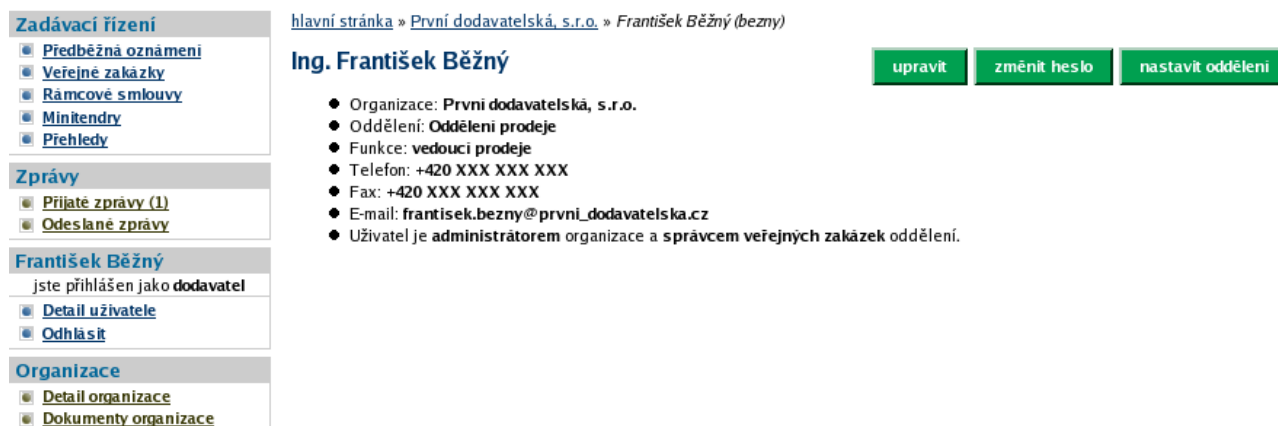 Zadávací řízení
Předběžná oznámení
Veřejné zakázky
Rámcové smlouvy
Minitendry
Přehledy
Zprávy
Přijaté zprávy (1)
Odeslané zprávy
František Běžný
jste přihlášen jako dodavatel
Detail uživatele
Odhlásit
Organizace
Detail organizace
Dokumenty organizace
hlavní stránka » První dodavatelská, s.r.o. » František Běžný (bezny)
Ing. František Běžný
upravit
změnit heslo
nastavit oddělení
Organizace: První dodavatelská, s.r.o.
Oddělení: Oddělení prodeje
Funkce: vedoucí prodeje
Telefon: +420 XXX XXX XXX
Fax: +420 XXX XXX XXX
E-mail: frantisek.bezny@prvni_dodavatelska.cz
Uživatel je administrátorem organizace a správcem veřejných zakázek oddělení.